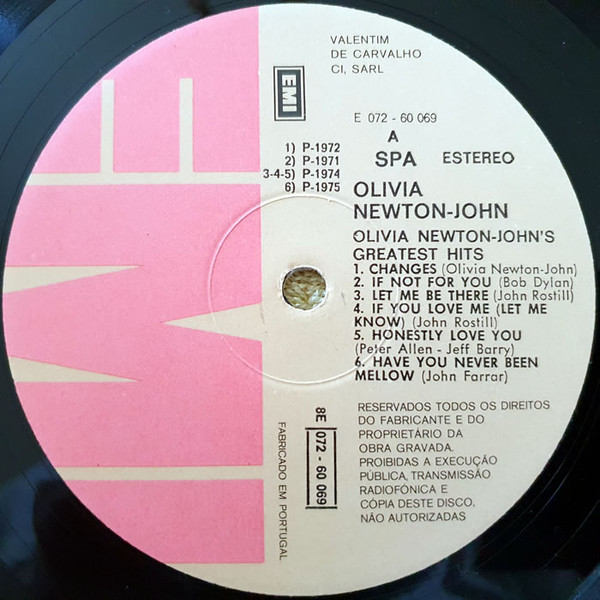 VALENTIM
DE CARVALHO
CI, SARL
EMI
E 072 - 60 069
A
SPA ESTEREO
1) P-1972
2) P-1971
3-4-5) P-1974
6) P-1975
OLIVIA
NEWTON-JOHN
OLIVIA NEWTON-JOHN'S
GREATEST HITS
1. CHANGES (Olivia Newton-John)
2. IF NOT FOR YOU (Bob Dylan)
3. LET ME BE THERE (John Rostill)
4. IF YOU LOVE ME (LET ME
KNOW) (John Rostill)
5. HONESTLY LOVE YOU
(Peter Allen - Jeff Barry)
6. HAVE YOU NEVER BEEN
MELLOW (John Farrar)
RESERVADOS TODOS OS DIREITOS
DO FABRICANTE E DO
PROPRIETÁRIO DA
OBRA GRAVADA.
PROIBIDAS A EXECUÇÃO
PÚBLICA, TRANSMISSÃO
RADIOFÓNICA E
CÓPIA DESTE DISCO,
NÃO AUTORIZADAS
8E 072 - 60 069
FABRICADO EM PORTUGAL